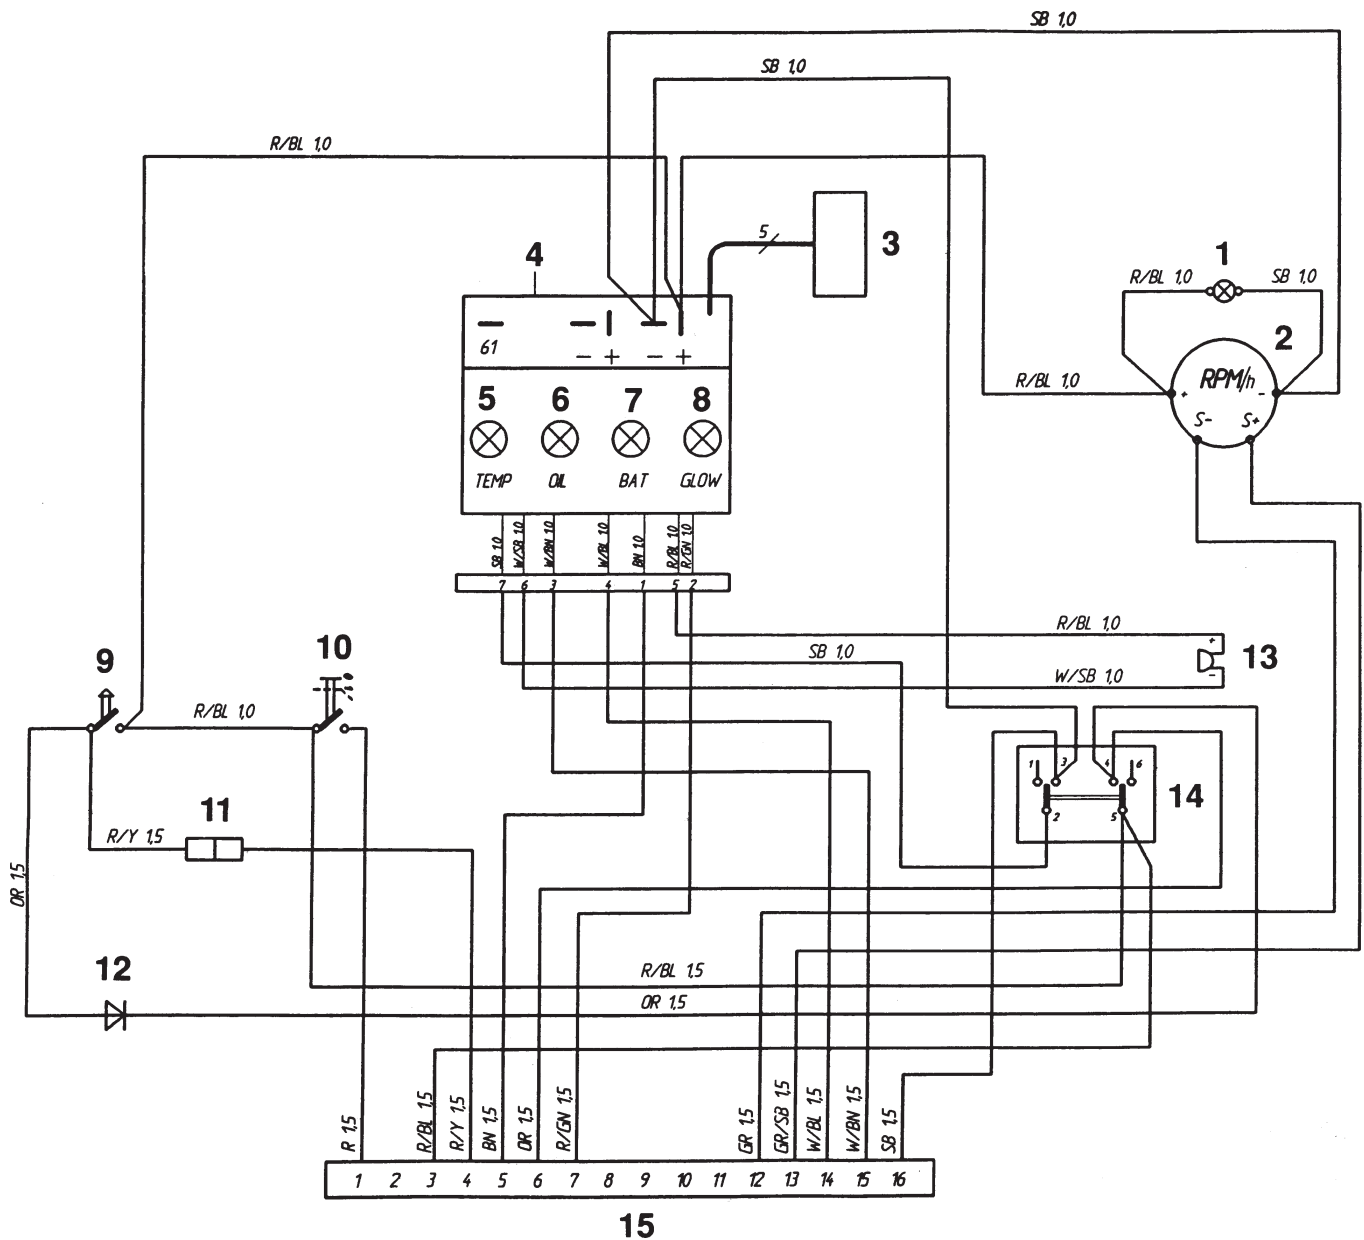 SB 1,0
SB 1,0
R/BL 1,0
3
5
4
1
R/BL 1,0
SB 1,0
2
61
- + - +
R/BL 1,0
RPM/h
+ -
S- S+
5 6 7 8
TEMP OIL BAT GLOW
SB 1,0
W/SB 1,0
W/BN 1,0
W/BL 1,0
BN 1,0
R/BL 1,0
R/GN 1,0
7 6 3 4 1 5 2
R/BL 1,0
+
SB 1,0
13
W/SB 1,0
-
9
10
R/BL 1,0
1 3 4 6
14
2 5
11
R/Y 1,5
OR 1,5
12
R/BL 1,5
OR 1,5
R 1,5
R/BL 1,5
R/Y 1,5
BN 1,5
OR 1,5
R/GN 1,5
GR 1,5
GR/SB 1,5
W/BL 1,5
W/BN 1,5
SB 1,5
1 2 3 4 5 6 7 8 9 10 11 12 13 14 15 16
15